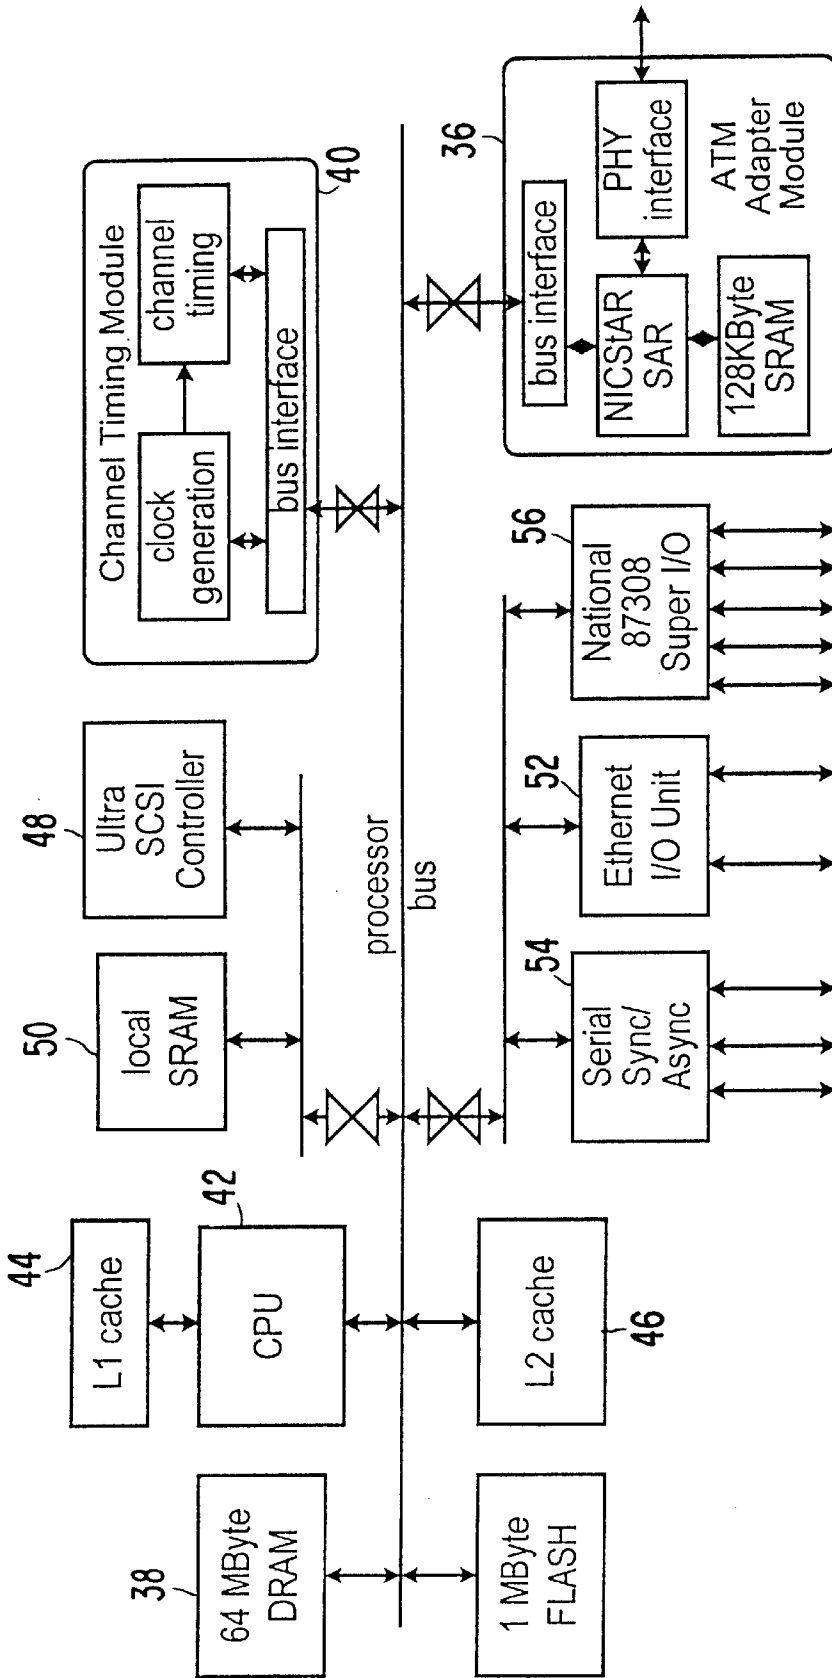 38
64 MByte
DRAM
1 MByte
FLASH
44
L1 cache
42
CPU
L2 cache
46
50
local
SRAM
48
Ultra
SCSI
Controller
processor
bus
54
Serial
Sync/
Async
52
Ethernet
I/O Unit
56
National
87308
Super I/O
Channel Timing Module
clock
generation
channel
timing
bus interface
40
36
bus interface
NICStAR
SAR
PHY
interface
128KByte
SRAM
ATM
Adapter
Module